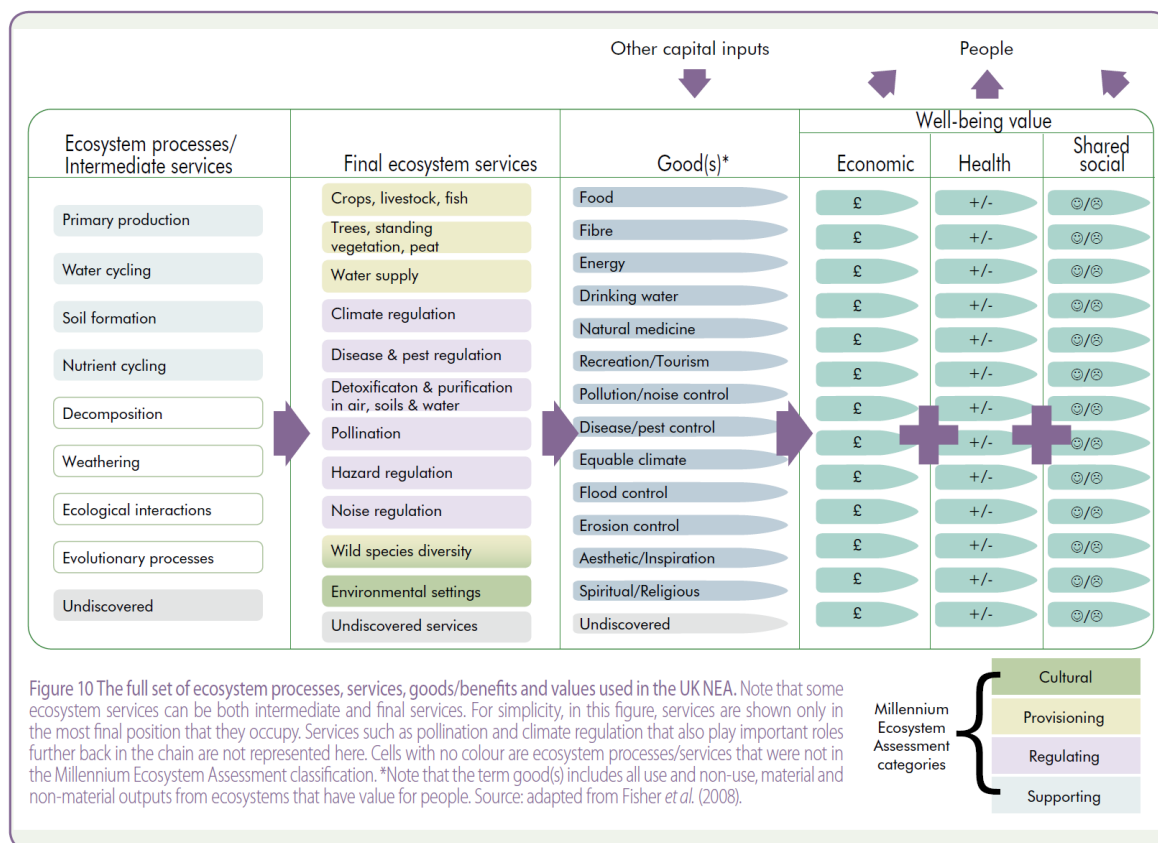 Other capital inputs
People
Ecosystem processes/
Intermediate services
Final ecosystem services
Good(s)*
Well-being value
Economic
Health
Shared
social
Primary production
Water cycling
Soil formation
Nutrient cycling
Decomposition
Weathering
Ecological interactions
Evolutionary processes
Undiscovered
Crops, livestock, fish
Trees, standing
vegetation, peat
Water supply
Climate regulation
Disease & pest regulation
Detoxificaton & purification
in air, soils & water
Pollination
Hazard regulation
Noise regulation
Wild species diversity
Environmental settings
Undiscovered services
Food
Fibre
Energy
Drinking water
Natural medicine
Recreation/Tourism
Pollution/noise control
Disease/pest control
Equable climate
Flood control
Erosion control
Aesthetic/Inspiration
Spiritual/Religious
Undiscovered
£ +/- ☺/☹
£ +/- ☺/☹
£ +/- ☺/☹
£ +/- ☺/☹
£ +/- ☺/☹
£ +/- ☺/☹
£ +/- ☺/☹
£ +/- ☺/☹
£ +/- ☺/☹
£ +/- ☺/☹
£ +/- ☺/☹
£ +/- ☺/☹
£ +/- ☺/☹
Figure 10 The full set of ecosystem processes, services, goods/benefits and values used in the UK NEA. Note that some
ecosystem services can be both intermediate and final services. For simplicity, in this figure, services are shown only in
the most final position that they occupy. Services such as pollination and climate regulation that also play important roles
further back in the chain are not represented here. Cells with no colour are ecosystem processes/services that were not in
the Millennium Ecosystem Assessment classification. *Note that the term good(s) includes all use and non-use, material and
non-material outputs from ecosystems that have value for people. Source: adapted from Fisher et al. (2008).
Millennium
Ecosystem
Assessment
categories
Cultural
Provisioning
Regulating
Supporting